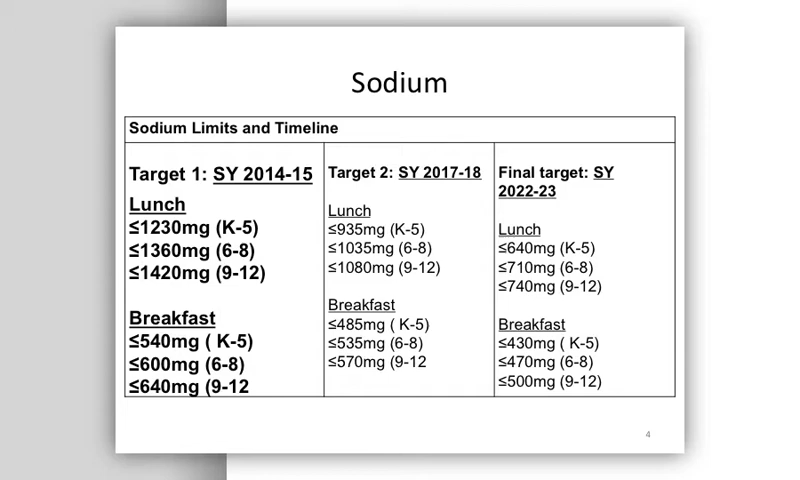 Sodium
Sodium Limits and Timeline
Target 1: SY 2014-15
Lunch
≤1230mg (K-5)
≤1360mg (6-8)
≤1420mg (9-12)
Breakfast
≤540mg ( K-5)
≤600mg (6-8)
≤640mg (9-12
Target 2: SY 2017-18
Lunch
≤935mg (K-5)
≤1035mg (6-8)
≤1080mg (9-12)
Breakfast
≤485mg ( K-5)
≤535mg (6-8)
≤570mg (9-12
Final target: SY
2022-23
Lunch
≤640mg (K-5)
≤710mg (6-8)
≤740mg (9-12)
Breakfast
≤430mg ( K-5)
≤470mg (6-8)
≤500mg (9-12)
4